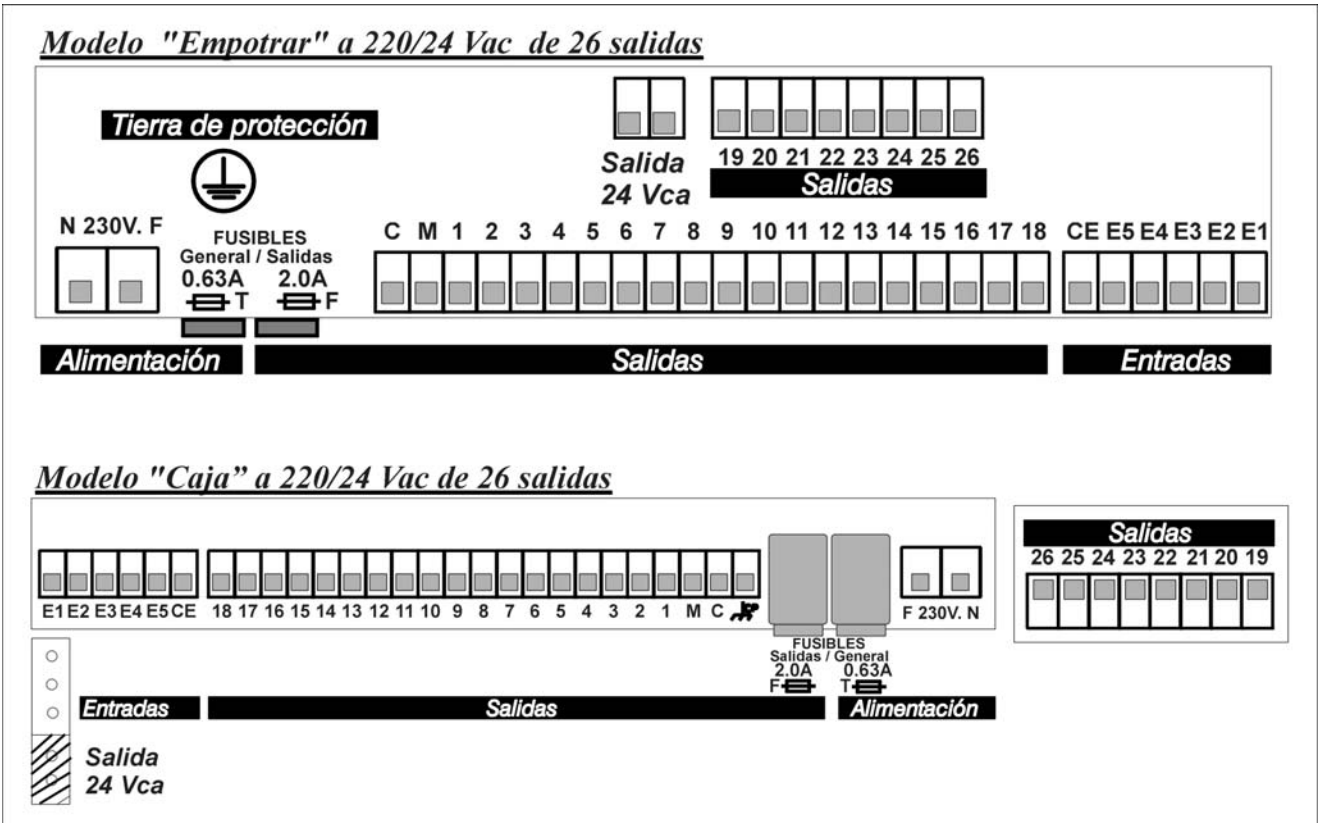 Modelo "Empotrar" a 220/24 Vac de 26 salidas
Tierra de protección
Salida
24 Vca
19 20 21 22 23 24 25 26
Salidas
N 230V. F
FUSIBLES
General / Salidas
0.63A 2.0A
T F
C M 1 2 3 4 5 6 7 8 9 10 11 12 13 14 15 16 17 18
CE E5 E4 E3 E2 E1
Alimentación
Salidas
Entradas
Modelo "Caja” a 220/24 Vac de 26 salidas
E1 E2 E3 E4 E5 CE
18 17 16 15 14 13 12 11 10 9 8 7 6 5 4 3 2 1 M C
F 230V. N
Salidas
26 25 24 23 22 21 20 19
FUSIBLES
Salidas / General
2.0A 0.63A
F T
Entradas
Salidas
Alimentación
Salida
24 Vca